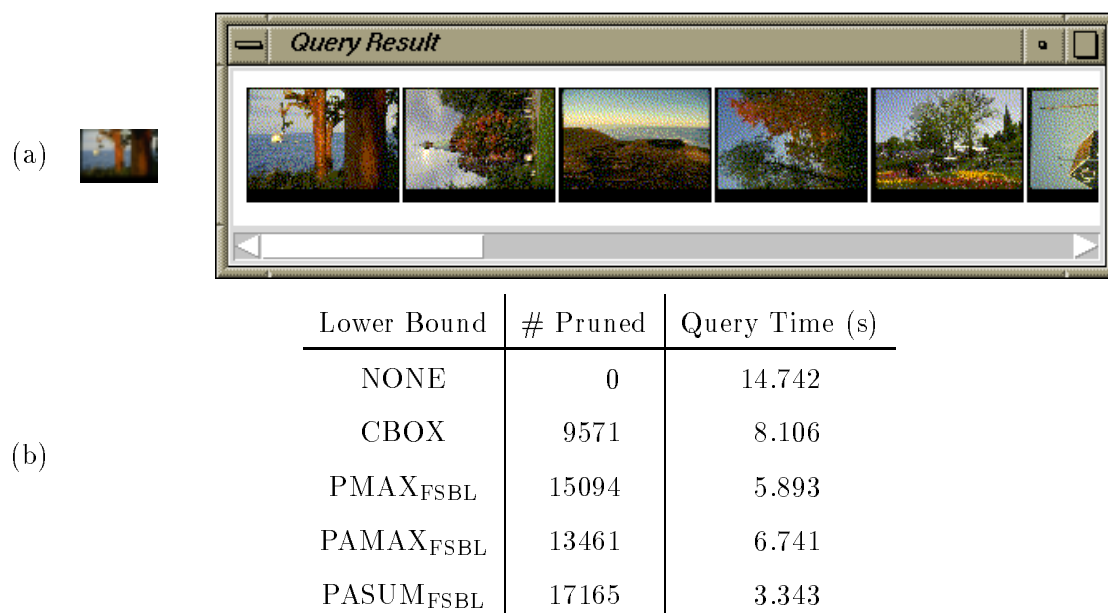 Query Result
(a)
Lower Bound # Pruned Query Time (s)
NONE 0 14.742
CBOX 9571 8.106
(b)
PMAX_FSBL 15094 5.893
PAMAX_FSBL 13461 6.741
PASUM_FSBL 17165 3.343